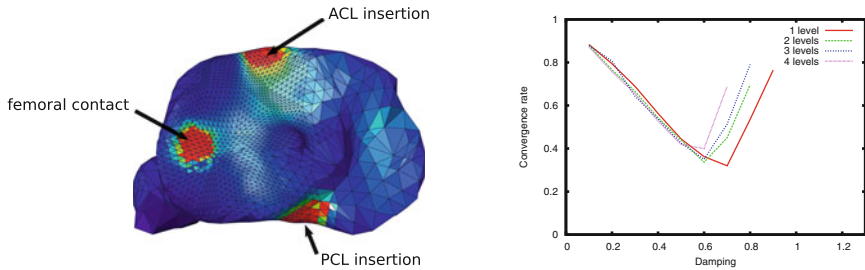 ACL insertion
femoral contact
PCL insertion
Convergence rate
1
0.8
0.6
0.4
0.2
0
1 level
2 levels
3 levels
4 levels
0 0.2 0.4 0.6 0.8 1 1.2
Damping